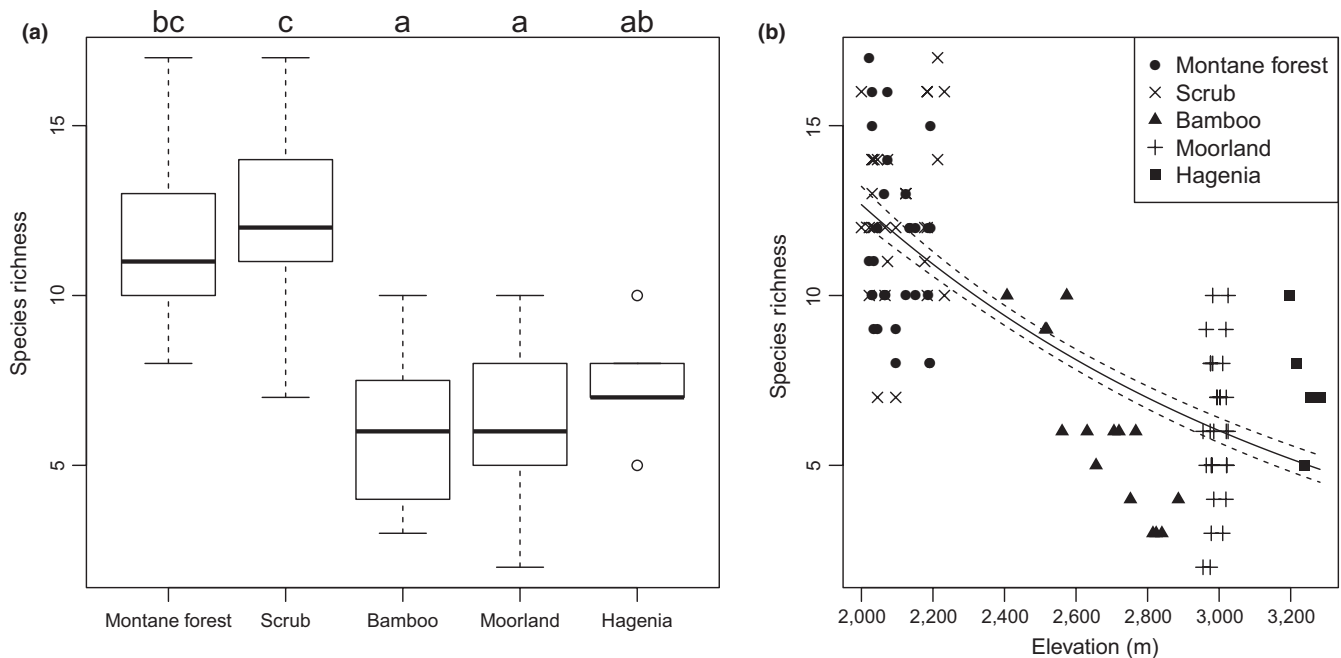 (a)
bc c a a ab
Species richness
15
10
5
Montane forest Scrub Bamboo Moorland Hagenia
(b)
Species richness
15
10
5
Montane forest
Scrub
Bamboo
Moorland
Hagenia
2,000 2,200 2,400 2,600 2,800 3,000 3,200
Elevation (m)